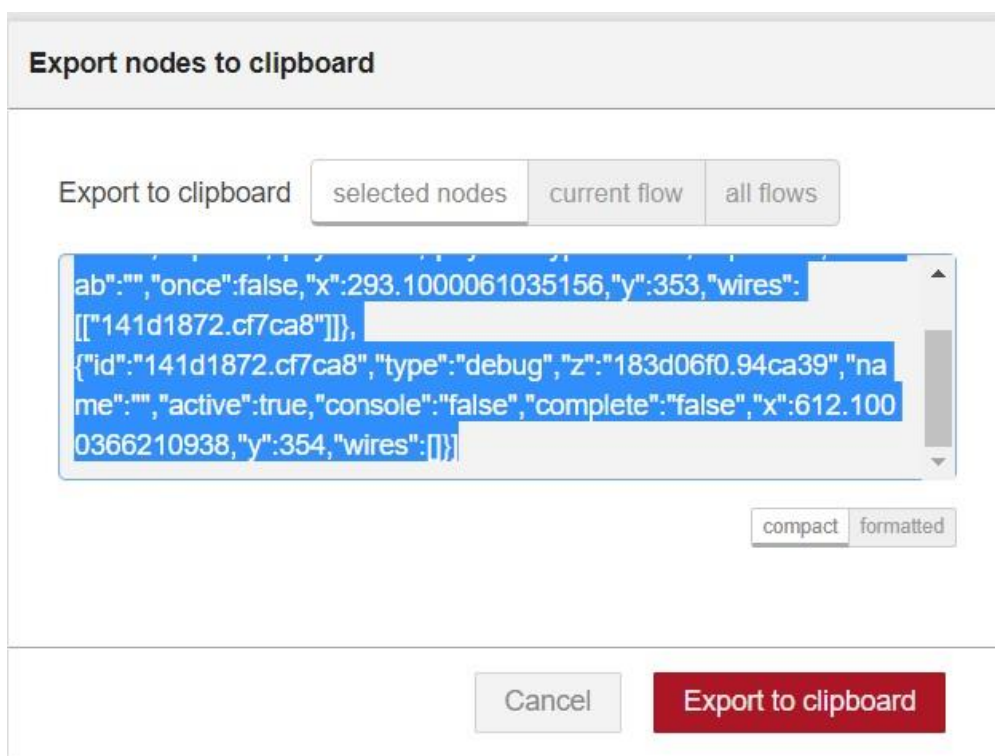 Export nodes to clipboard
Export to clipboard selected nodes current flow all flows
ab":"","once":false,"x":293.1000061035156,"y":353,"wires":
[["141d1872.cf7ca8"]]},
{"id":"141d1872.cf7ca8","type":"debug","z":"183d06f0.94ca39","na
me":"","active":true,"console":"false","complete":"false","x":612.100
0366210938,"y":354,"wires":[]}]
compact formatted
Cancel Export to clipboard